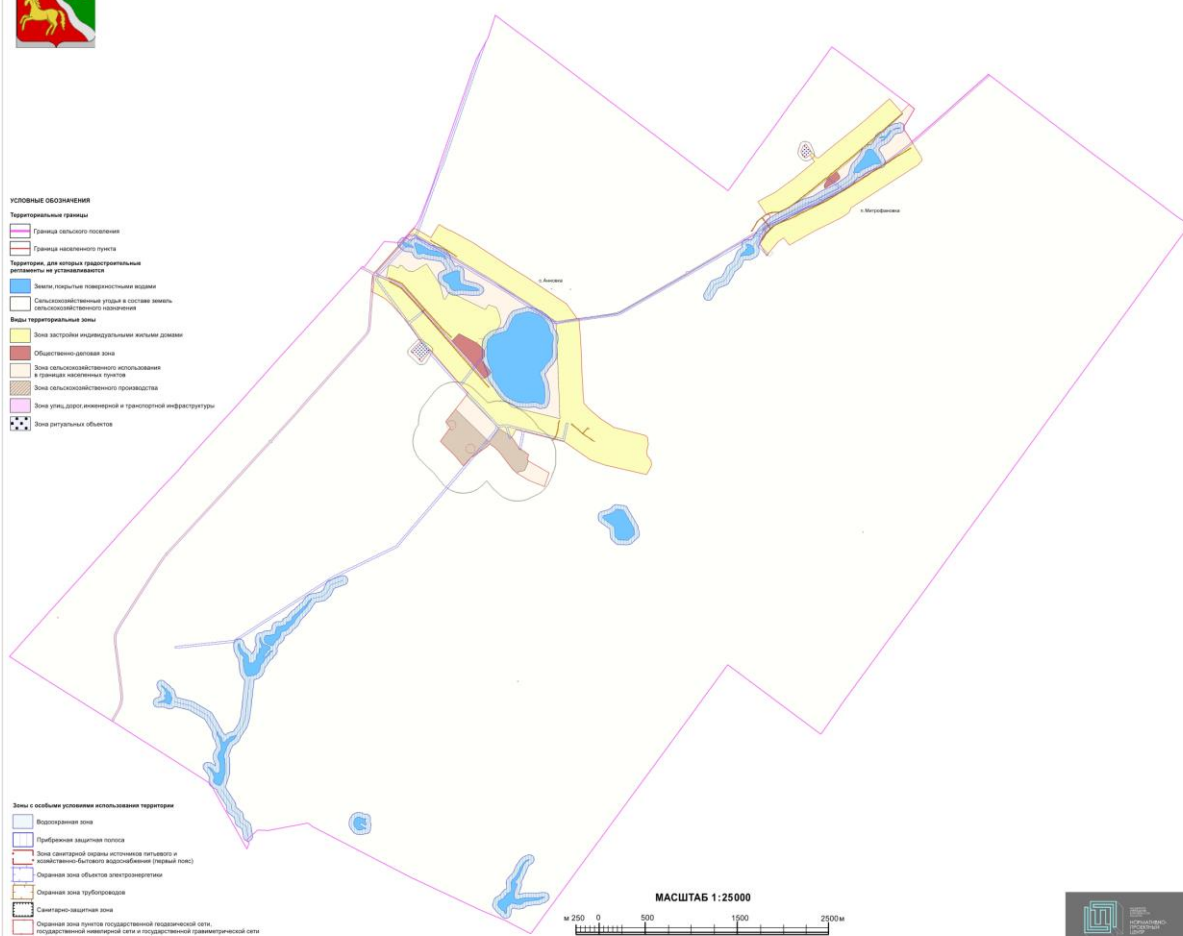 УСЛОВНЫЕ ОБОЗНАЧЕНИЯ
Территориальные границы
Граница сельского поселения
Граница населенного пункта
Территории, для которых градостроительные
регламенты не устанавливаются
Земли, покрытые поверхностными водами
Сельскохозяйственные угодья в составе земель
сельскохозяйственного назначения
Виды территориальные зоны
Зона застройки индивидуальными жилыми домами
Общественно-деловая зона
Зона сельскохозяйственного использования
в границах населенных пунктов
Зона сельскохозяйственного производства
Зона улиц, дорог, инженерной и транспортной инфраструктуры
Зона ритуальных объектов
с.Анновка
п.Митрофановка
Зоны с особыми условиями использования территории
Водоохранная зона
Прибрежная защитная полоса
Зона санитарной охраны источников питьевого и
хозяйственно-бытового водоснабжения (первый пояс)
Охранная зона объектов электроэнергетики
Охранная зона трубопроводов
Санитарно-защитная зона
Охранная зона пунктов государственной геодезической сети,
государственной нивелирной сети и государственной гравиметрической сети
МАСШТАБ 1:25000
м 250 0 500 1500 2500м
НОРМАТИВНО-
ПРОЕКТНЫЙ
ЦЕНТР